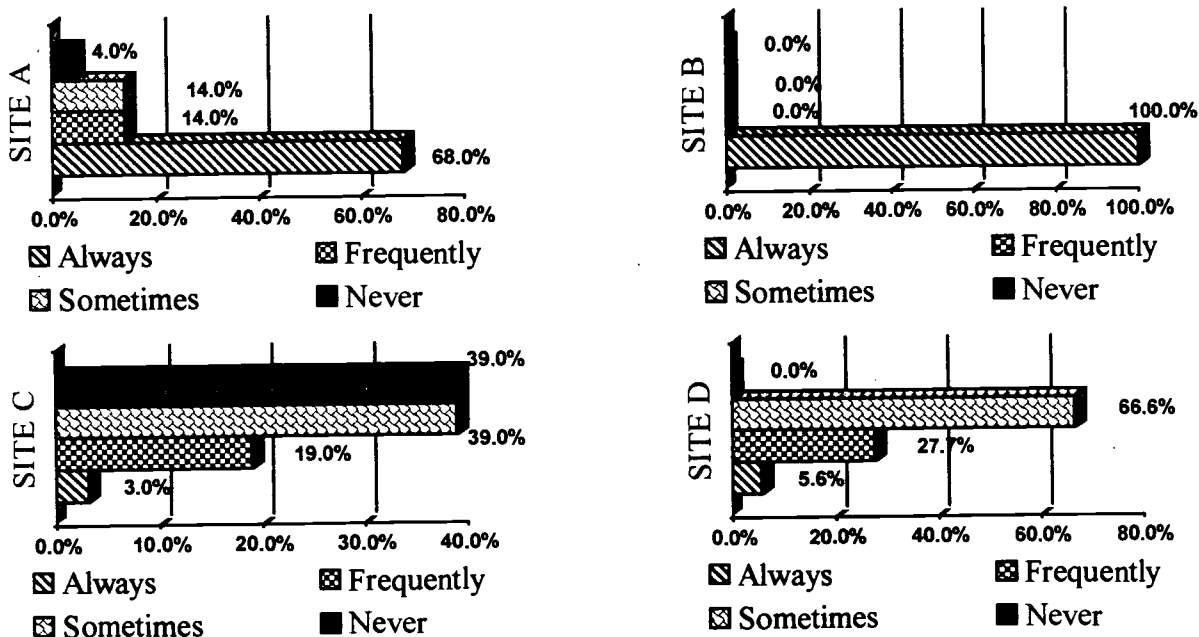 SITE A
4.0%
14.0%
14.0%
68.0%
0.0% 20.0% 40.0% 60.0% 80.0%
Always Frequently
Sometimes Never
SITE B
0.0%
0.0%
0.0%
100.0%
0.0% 20.0% 40.0% 60.0% 80.0% 100.0%
Always Frequently
Sometimes Never
SITE C
39.0%
39.0%
19.0%
3.0%
0.0% 10.0% 20.0% 30.0% 40.0%
Always Frequently
Sometimes Never
SITE D
0.0%
66.6%
27.7%
5.6%
0.0% 20.0% 40.0% 60.0% 80.0%
Always Frequently
Sometimes Never